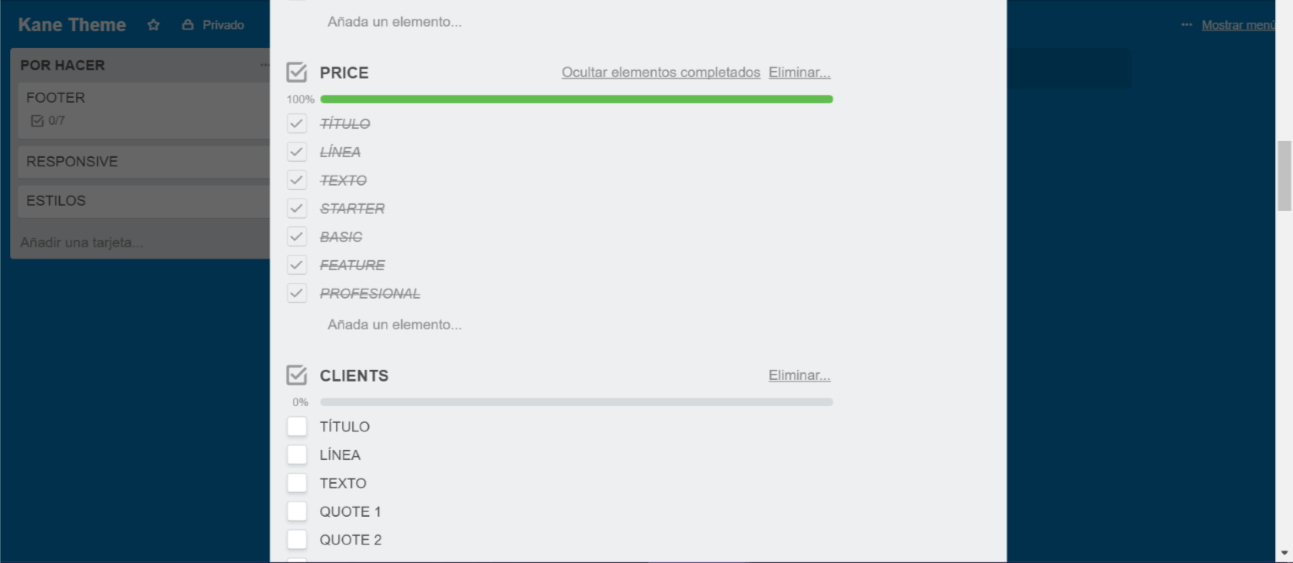 Kane Theme Privado
··· Mostrar menú
POR HACER ···
FOOTER
0/7
RESPONSIVE
ESTILOS
Añadir una tarjeta...
Añada un elemento...
PRICE Ocultar elementos completados Eliminar...
100%
TÍTULO
LÍNEA
TEXTO
STARTER
BASIC
FEATURE
PROFESIONAL
Añada un elemento...
CLIENTS Eliminar...
0%
TÍTULO
LÍNEA
TEXTO
QUOTE 1
QUOTE 2